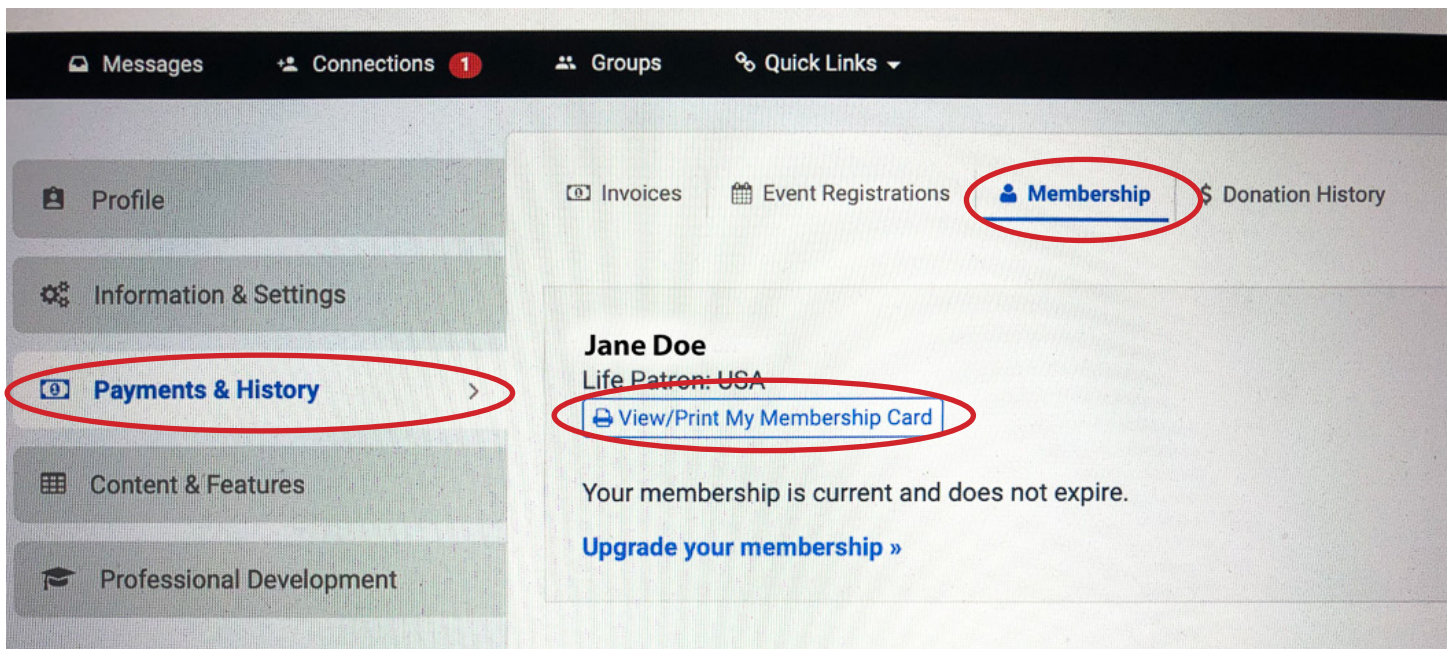 Messages Connections 1 Groups Quick Links
Invoices Event Registrations Membership $ Donation History
Profile
Information & Settings
Payments & History
Content & Features
Professional Development
Jane Doe
Life Patron: USA
View/Print My Membership Card
Your membership is current and does not expire.
Upgrade your membership »